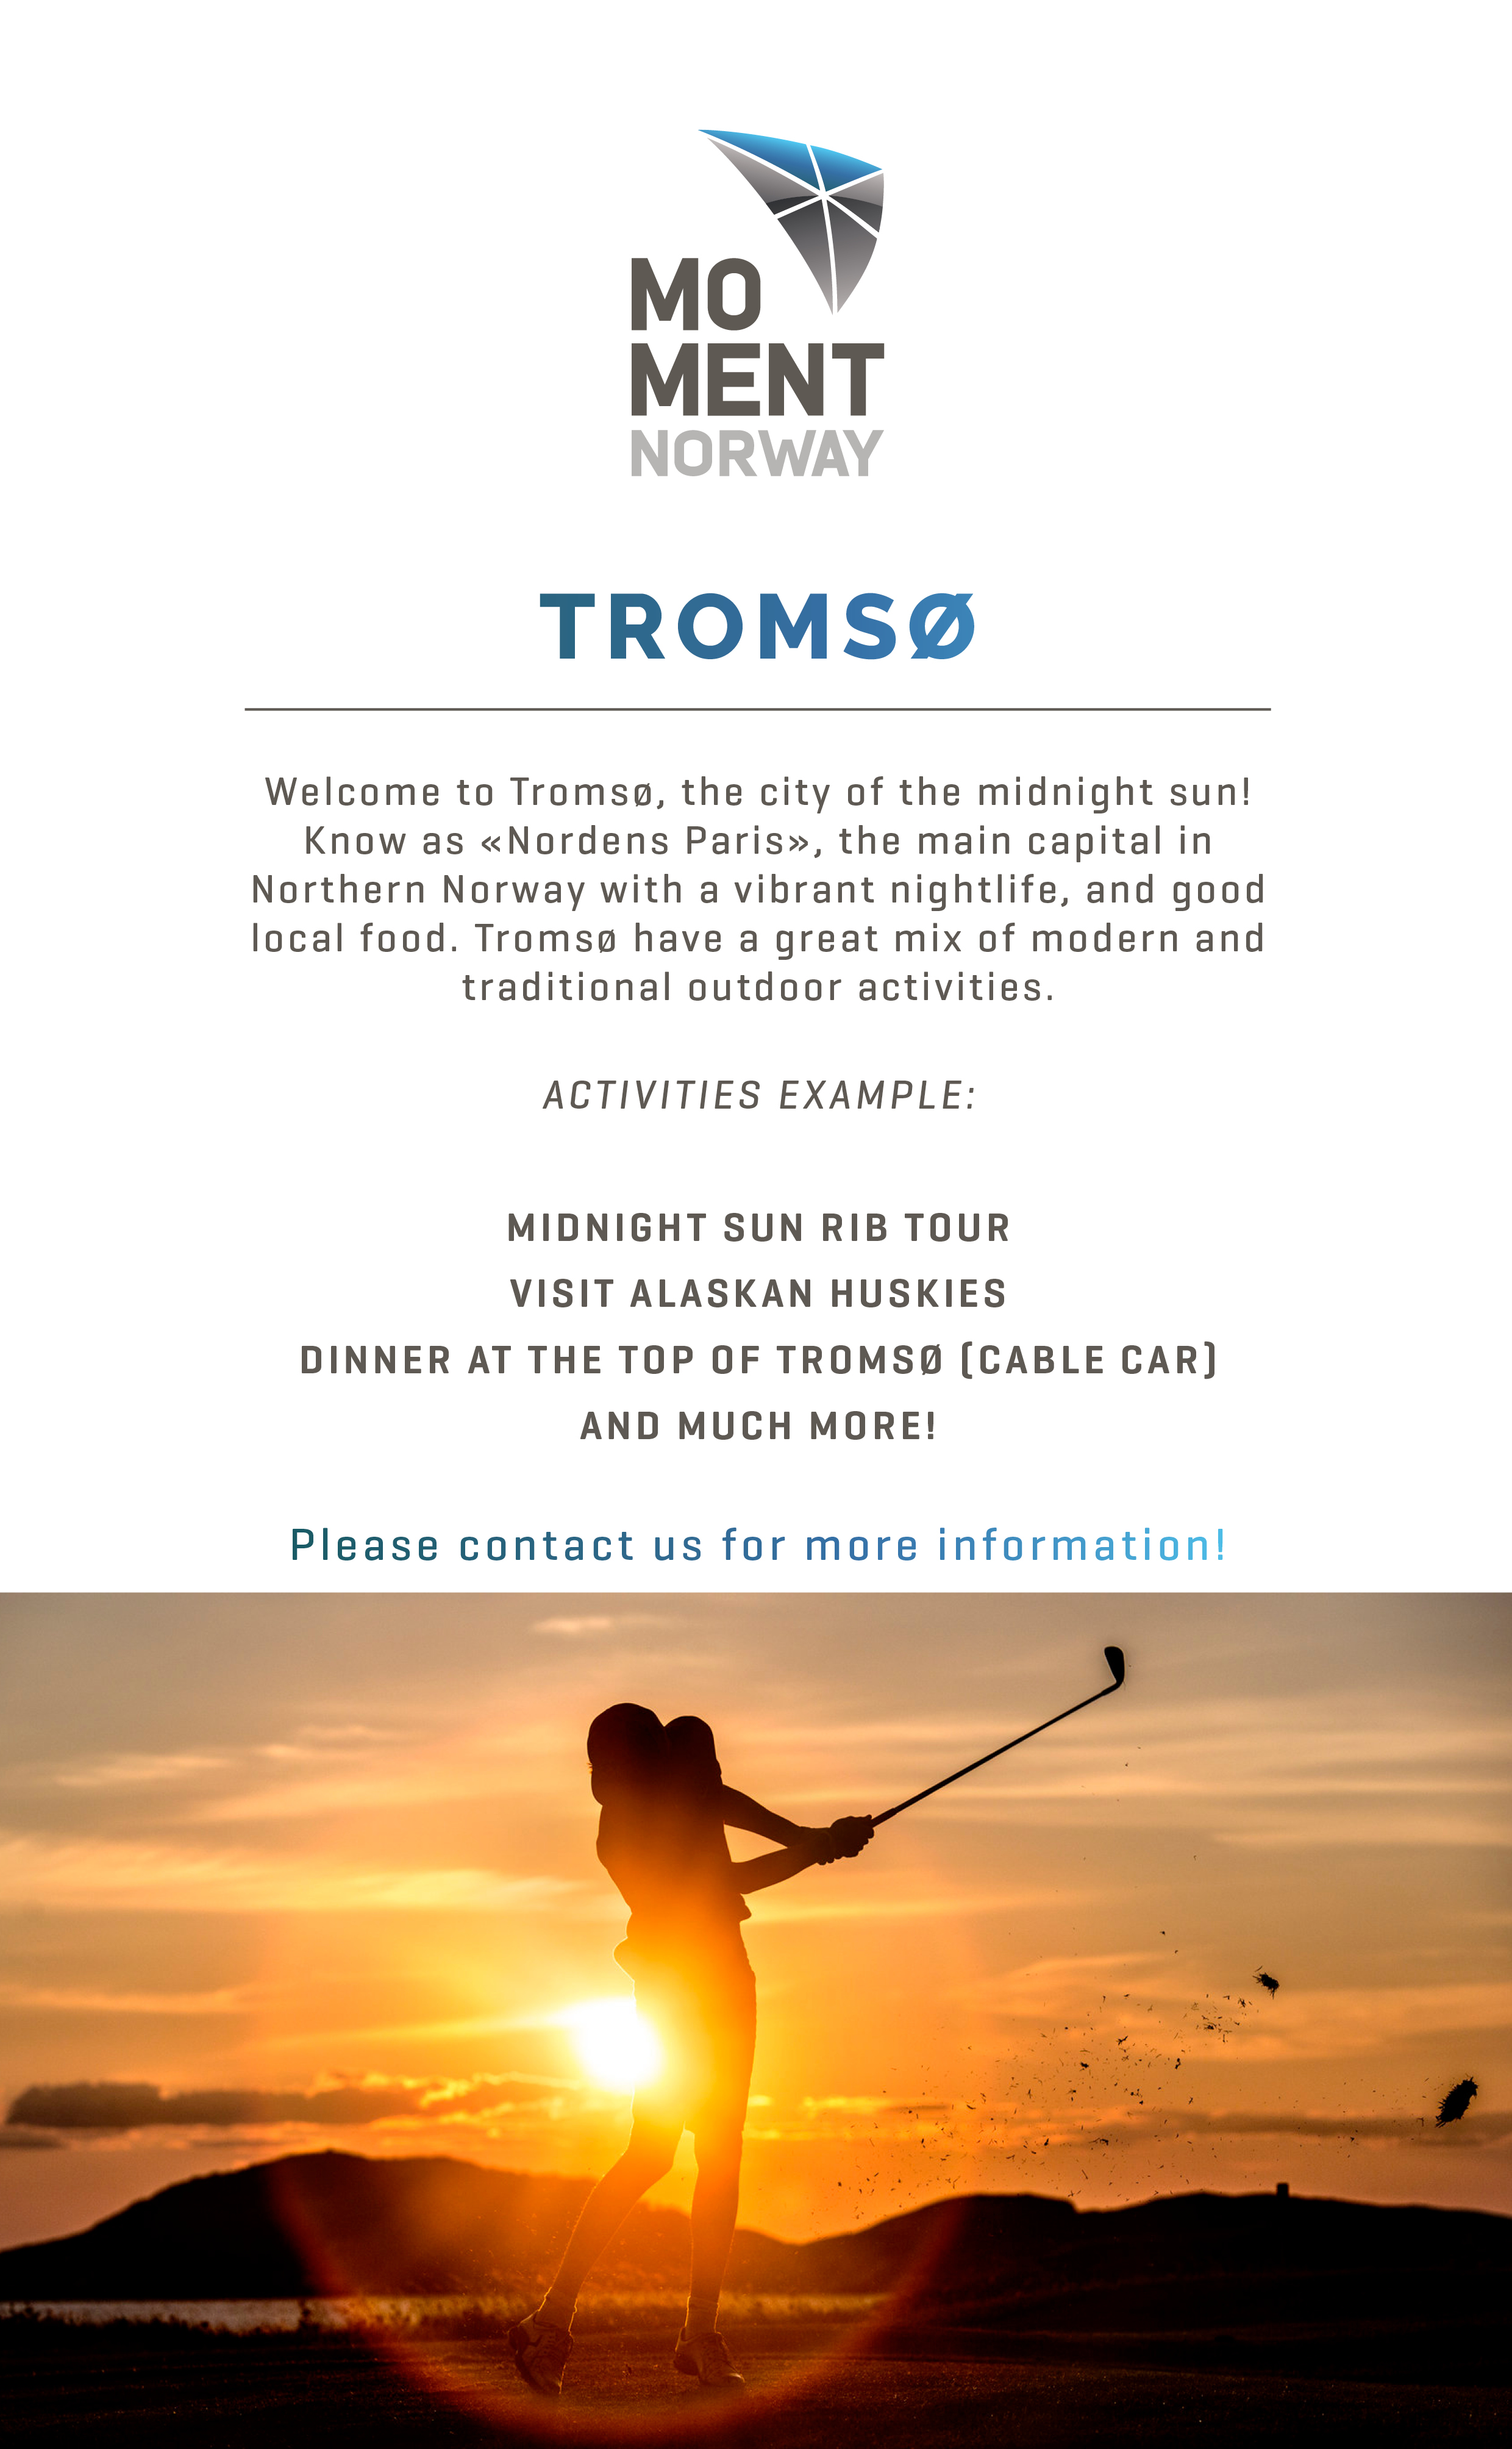 MO
MENT
NORWAY
TROMSØ
Welcome to Tromsø, the city of the midnight sun!
Know as «Nordens Paris», the main capital in
Northern Norway with a vibrant nightlife, and good
local food. Tromsø have a great mix of modern and
traditional outdoor activities.
ACTIVITIES EXAMPLE:
MIDNIGHT SUN RIB TOUR
VISIT ALASKAN HUSKIES
DINNER AT THE TOP OF TROMSØ (CABLE CAR)
AND MUCH MORE!
Please contact us for more information!